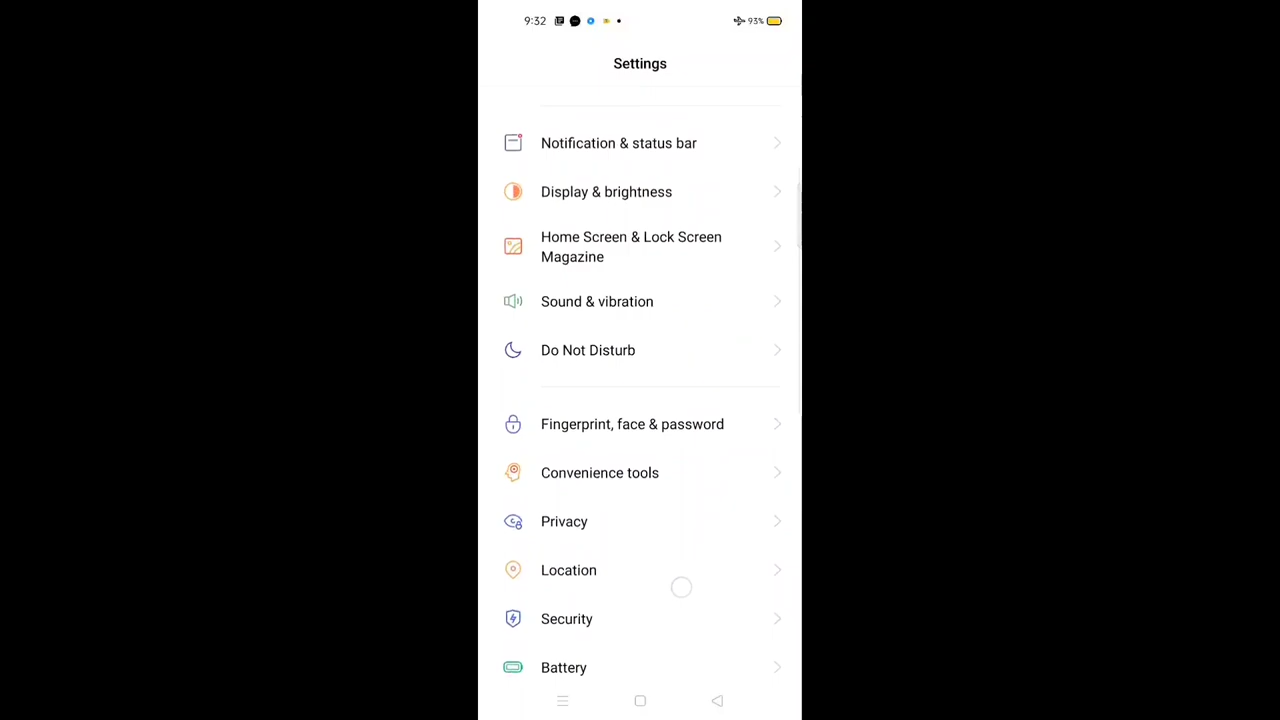 9:32
93%
Settings
Notification & status bar
Display & brightness
Home Screen & Lock Screen
Magazine
Sound & vibration
Do Not Disturb
Fingerprint, face & password
Convenience tools
Privacy
Location
Security
Battery